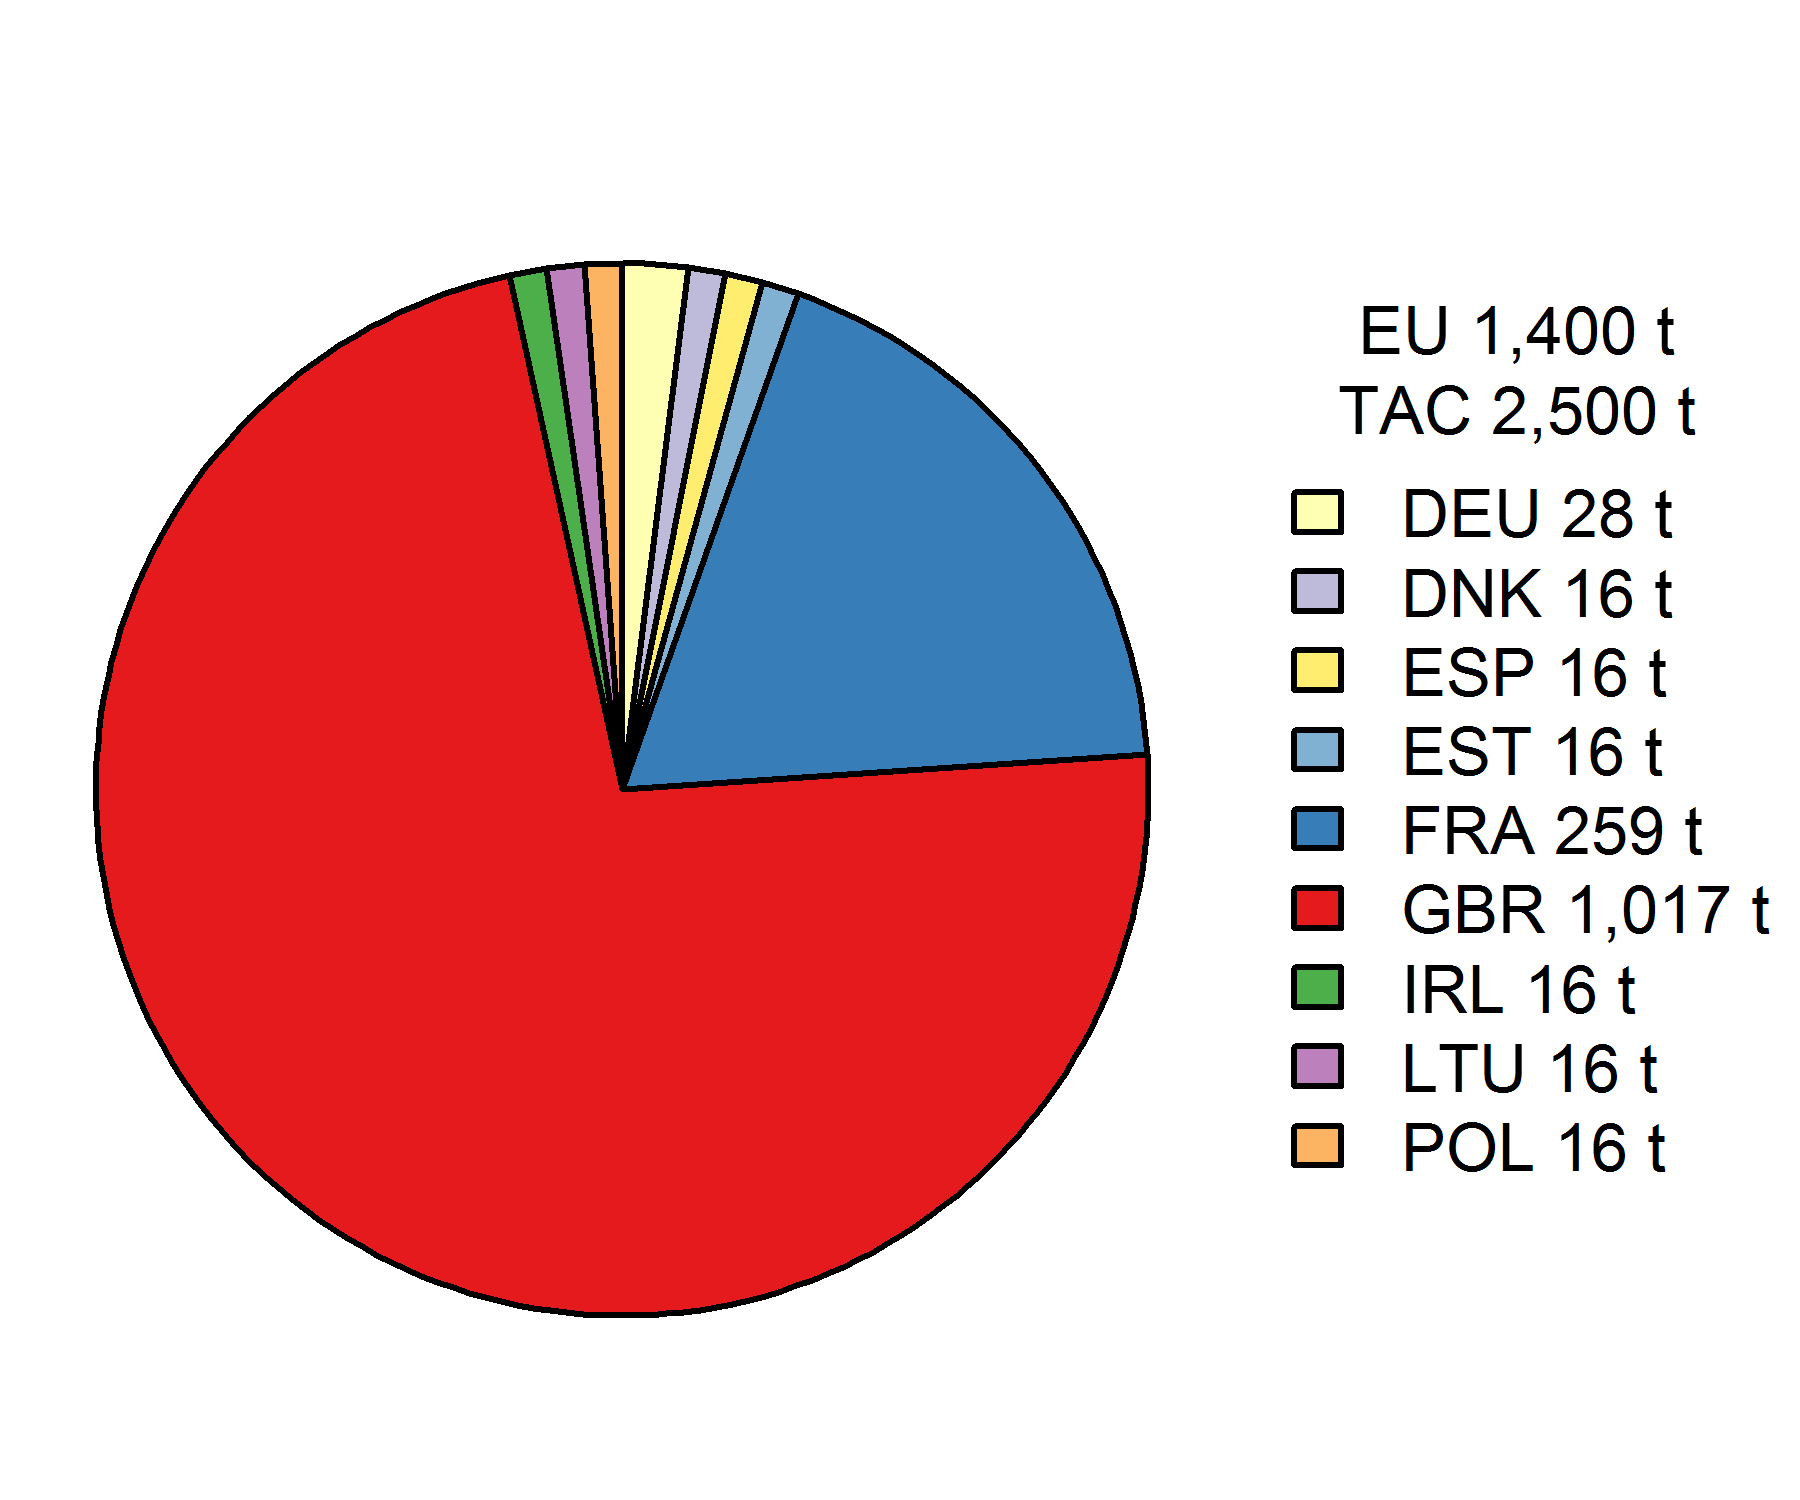 EU 1,400 t
TAC 2,500 t
DEU 28 t
DNK 16 t
ESP 16 t
EST 16 t
FRA 259 t
GBR 1,017 t
IRL 16 t
LTU 16 t
POL 16 t